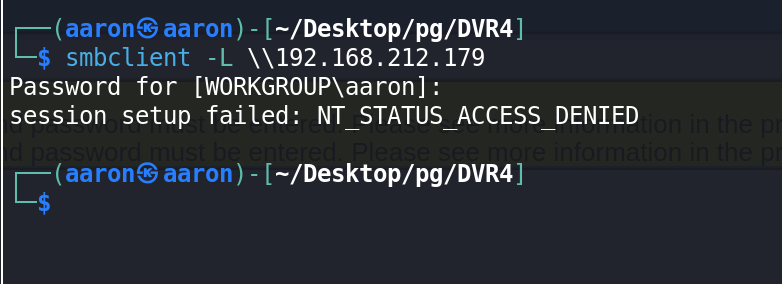 ┌──(aaron㉿aaron)-[~/Desktop/pg/DVR4]
└─$ smbclient -L \\192.168.212.179
Password for [WORKGROUP\aaron]:
session setup failed: NT_STATUS_ACCESS_DENIED
nd password must be entered. Please see more information in the pr
nd password must be entered. Please see more information in the pr
┌──(aaron㉿aaron)-[~/Desktop/pg/DVR4]
└─$